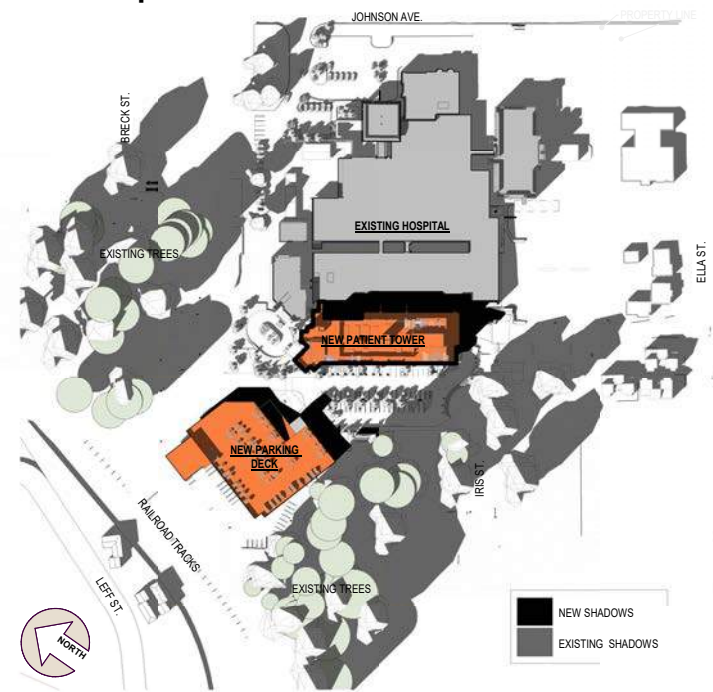 JOHNSON AVE.
PROPERTY LINE
BRECK ST.
EXISTING HOSPITAL
EXISTING TREES
ELLA ST.
NEW PATIENT TOWER
NEW PARKING
DECK
IRIS ST.
RAILROAD TRACKS
LEFF ST.
EXISTING TREES
NEW SHADOWS
EXISTING SHADOWS
NORTH